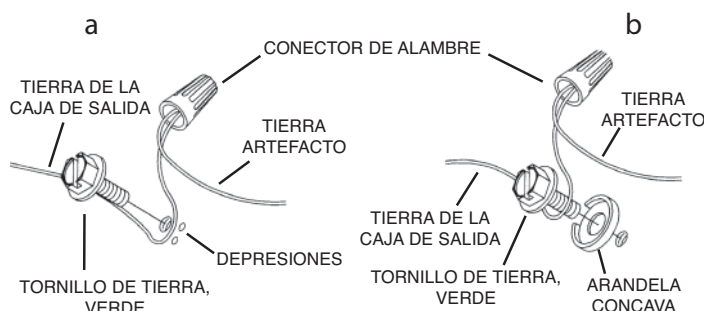 a
b
CONECTOR DE ALAMBRE
TIERRA DE LA
CAJA DE SALIDA
TIERRA
ARTEFACTO
DEPRESIONES
TORNILLO DE TIERRA,
VERDE
TIERRA
ARTEFACTO
TIERRA DE LA
CAJA DE SALIDA
TORNILLO DE TIERRA,
VERDE
ARANDELA
CONCAVA